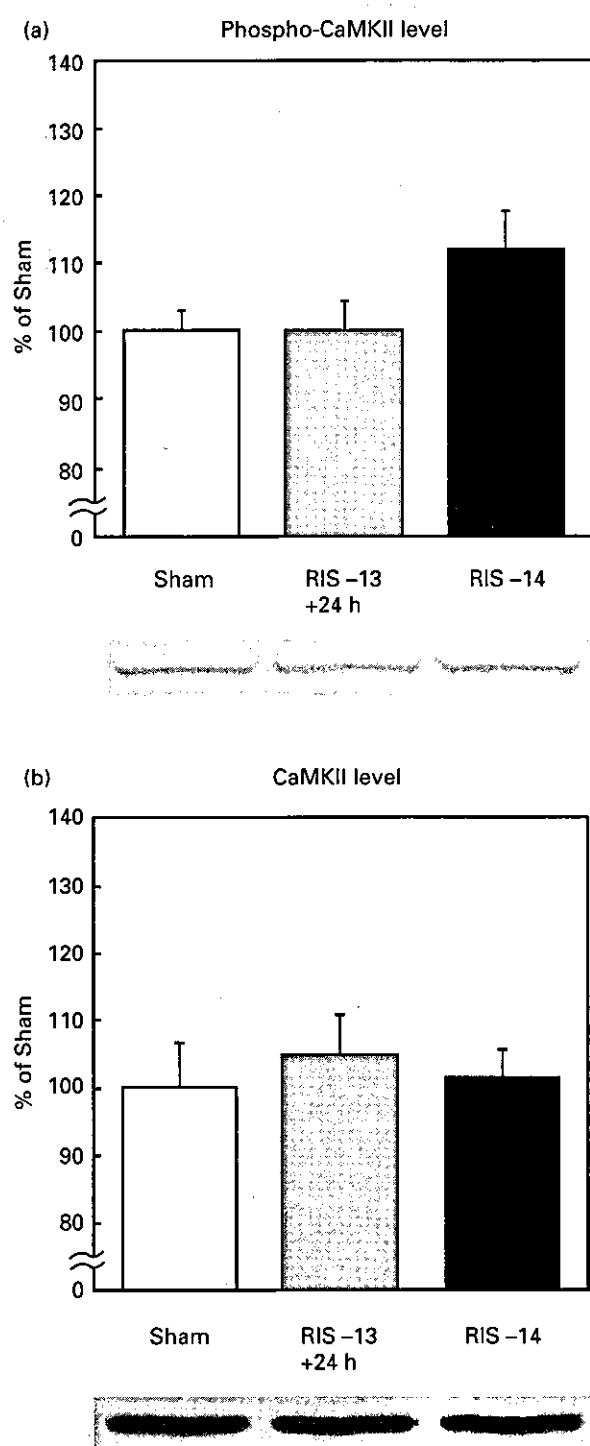 (a) Phospho-CaMKII level
140
130
120
110
100
90
80
0
% of Sham
Sham RIS –13 RIS –14
+24 h
(b) CaMKII level
140
130
120
110
100
90
80
0
% of Sham
Sham RIS –13 RIS –14
+24 h